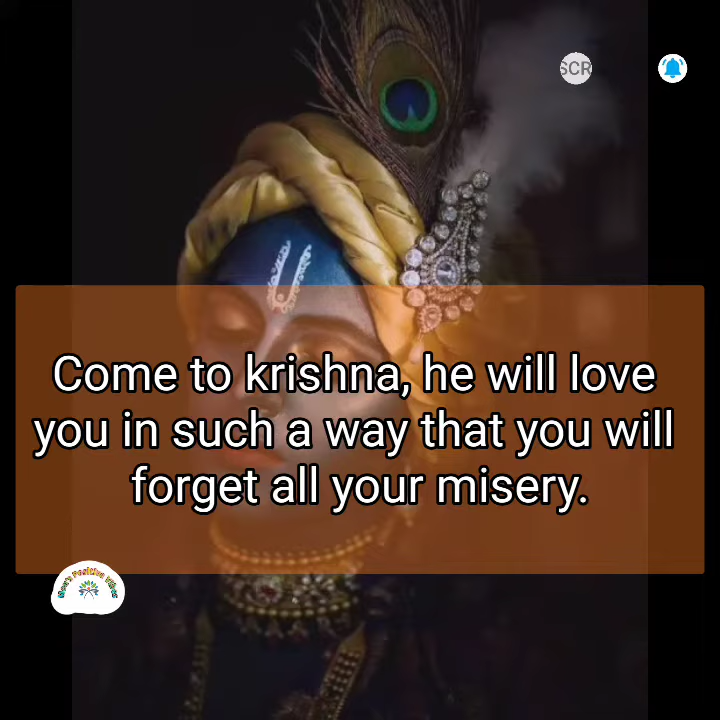 SCR
Come to krishna, he will love
you in such a way that you will
forget all your misery.